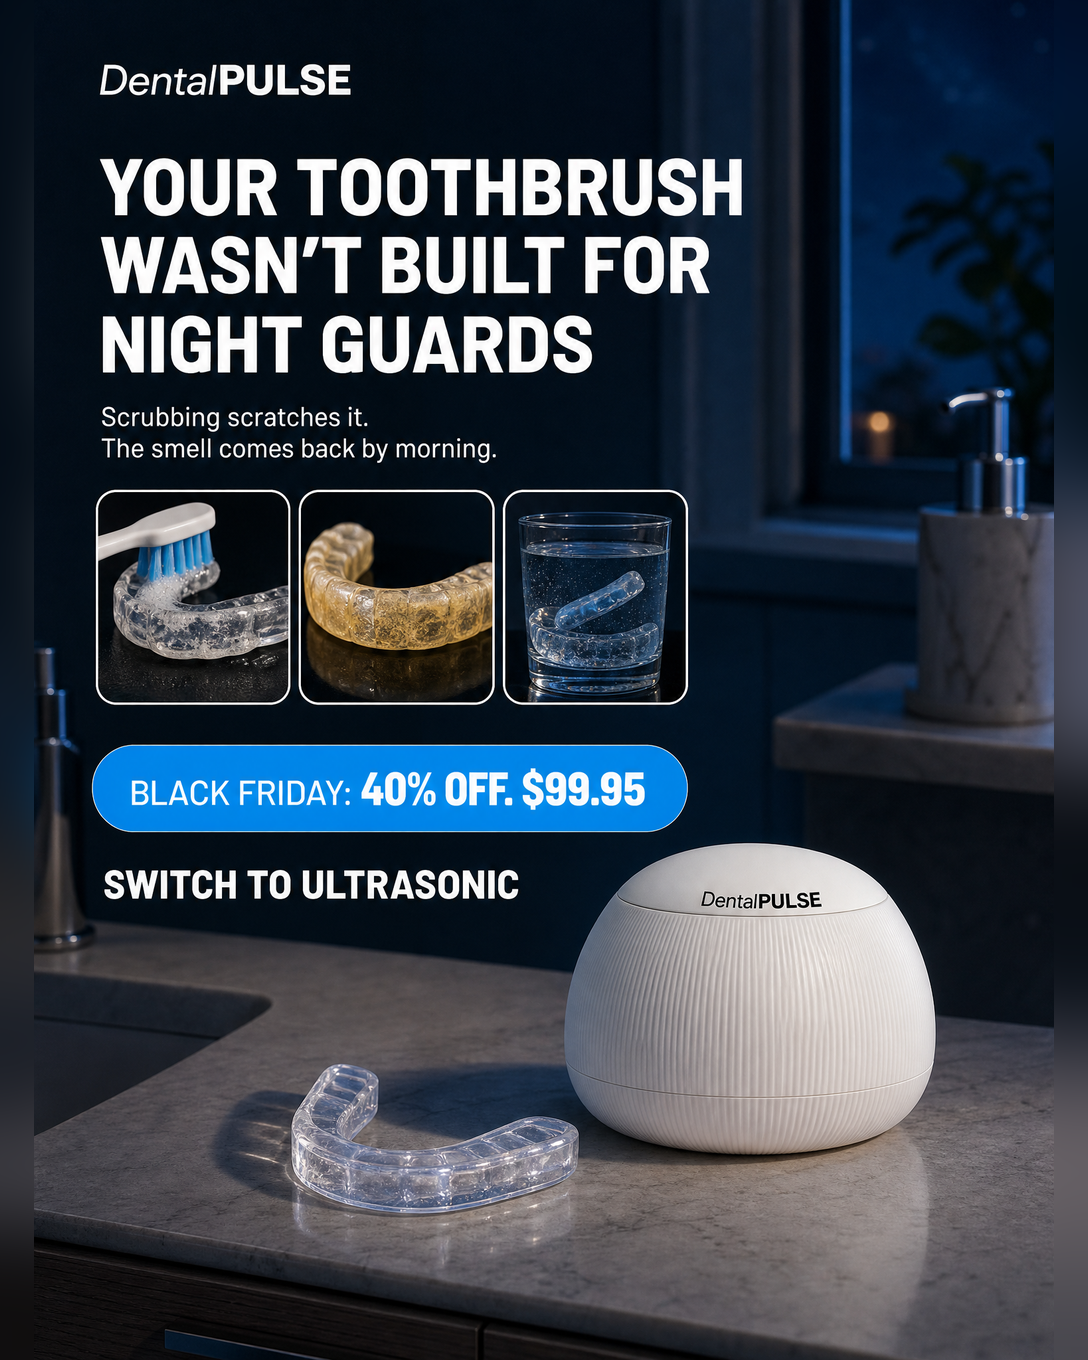 DentalPULSE
YOUR TOOTHBRUSH
WASN'T BUILT FOR
NIGHT GUARDS
Scrubbing scratches it.
The smell comes back by morning.
BLACK FRIDAY: 40% OFF. $99.95
SWITCH TO ULTRASONIC
DentalPULSE